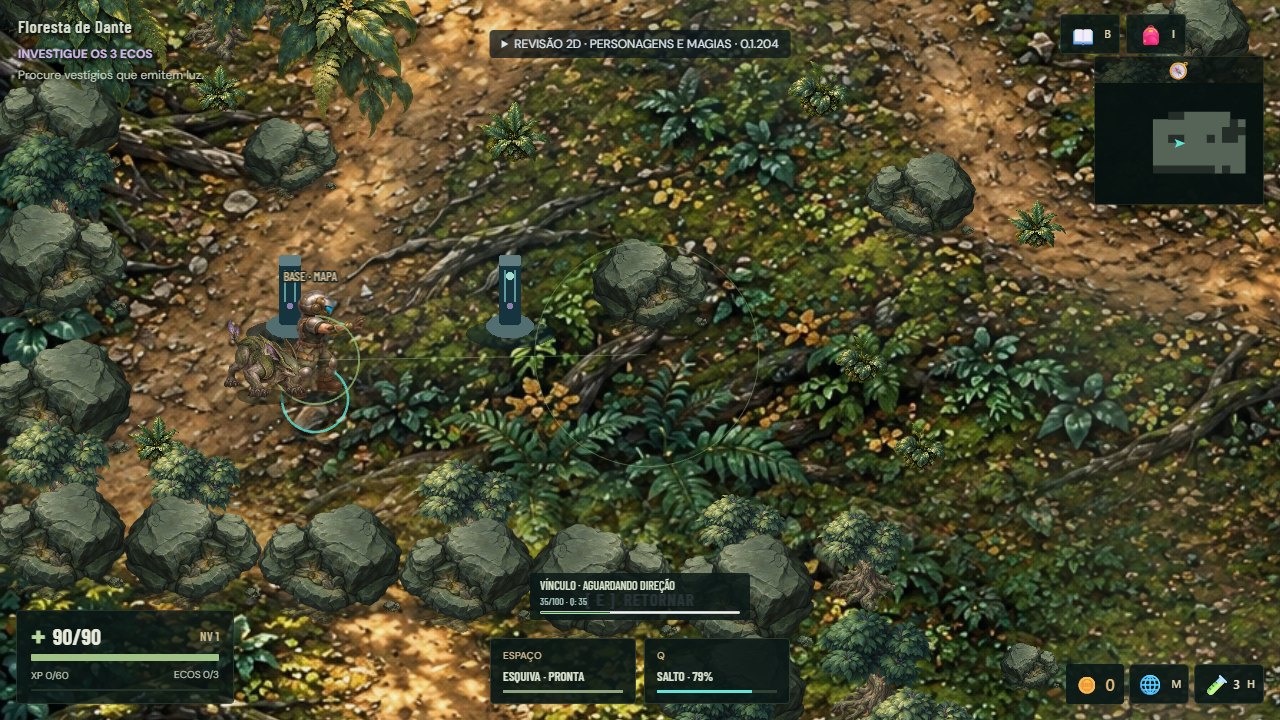 Floresta de Dante
INVESTIGUE OS 3 ECOS
Procure vestígios que emitem luz.
▶ REVISÃO 2D · PERSONAGENS E MAGIAS · 0.1.204
B
I
BASE · MAPA
VÍNCULO · AGUARDANDO DIREÇÃO
35/100 · Q: 35
E ] RETORNAR
+ 90/90
NV 1
XP 0/60
ECOS 0/3
ESPAÇO
ESQUIVA · PRONTA
Q
SALTO · 79%
0
M
3 H